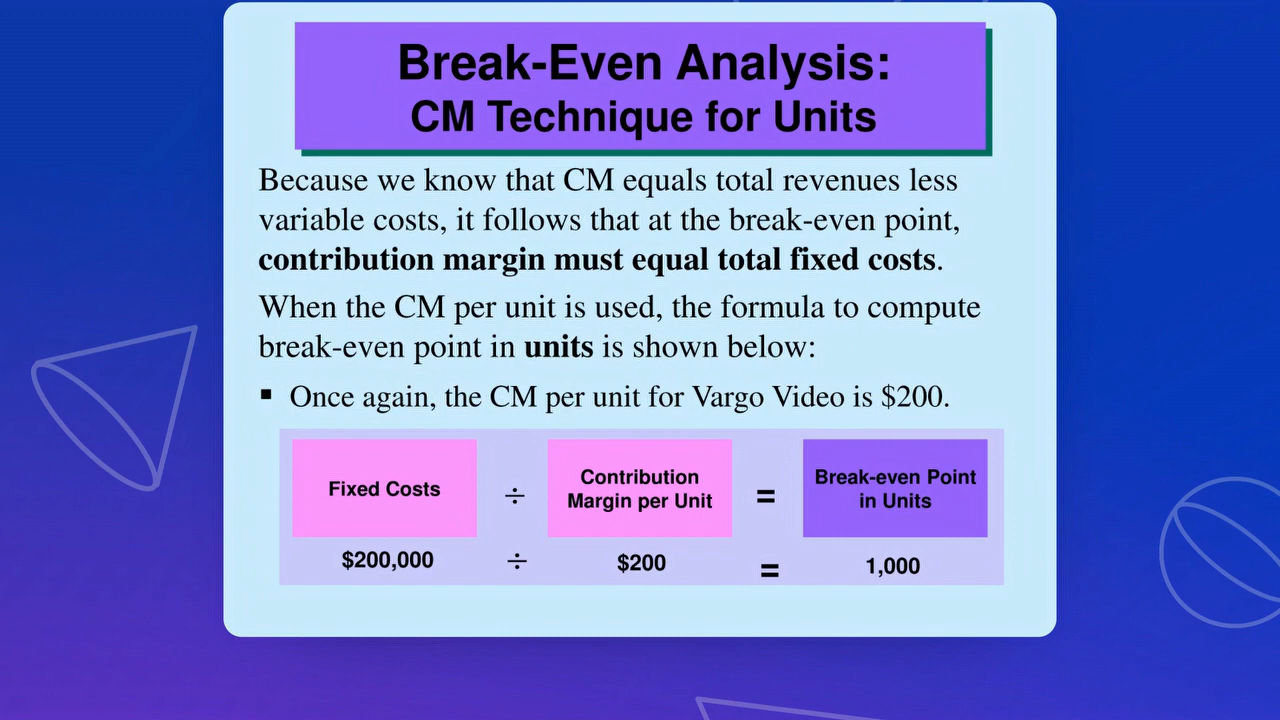 Break-Even Analysis:
CM Technique for Units
Because we know that CM equals total revenues less
variable costs, it follows that at the break-even point,
contribution margin must equal total fixed costs.
When the CM per unit is used, the formula to compute
break-even point in units is shown below:
▪ Once again, the CM per unit for Vargo Video is $200.
Fixed Costs ÷ Contribution Margin per Unit = Break-even Point in Units
$200,000 ÷ $200 = 1,000